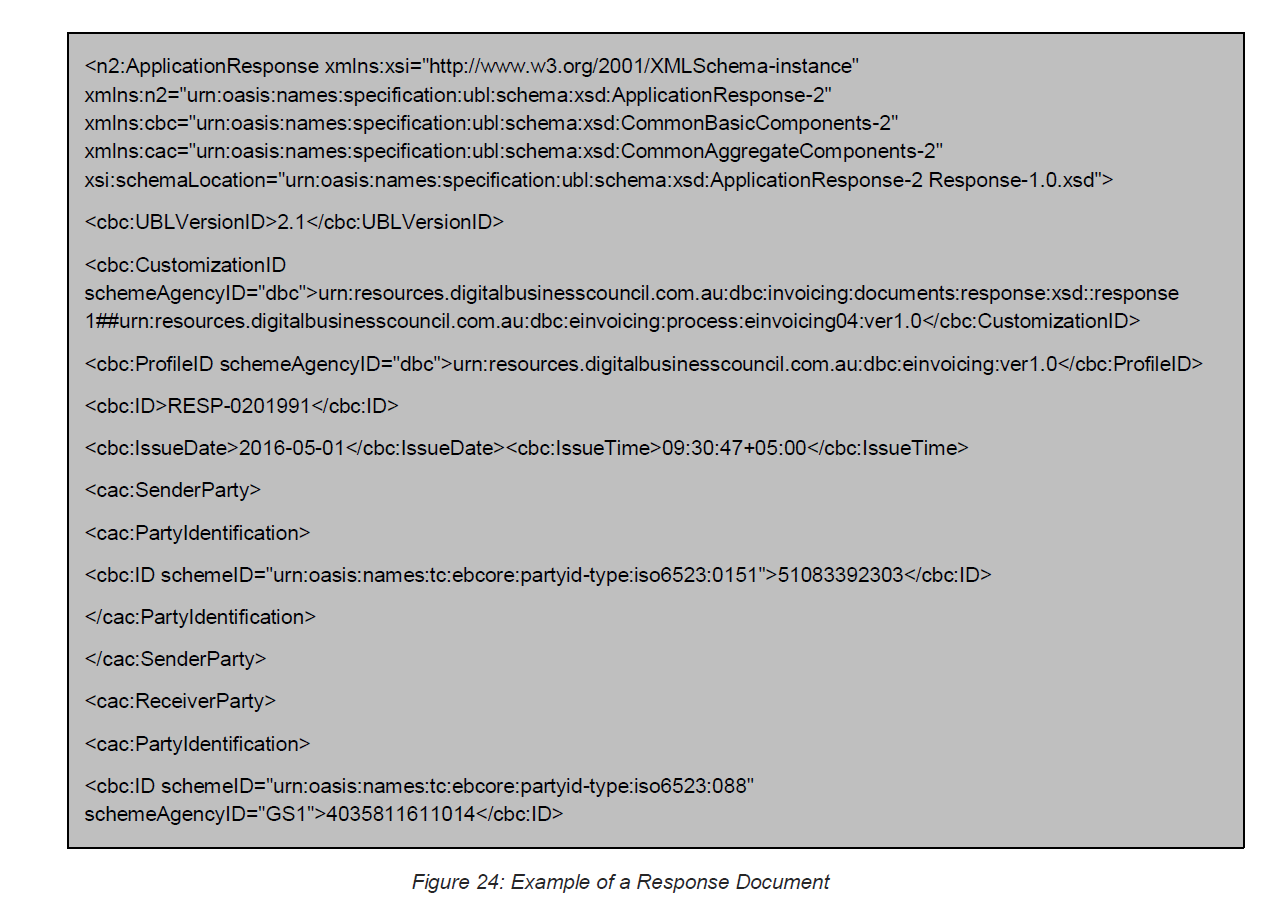 <n2:ApplicationResponse xmlns:xsi="http://www.w3.org/2001/XMLSchema-instance"
xmlns:n2="urn:oasis:names:specification:ubl:schema:xsd:ApplicationResponse-2"
xmlns:cbc="urn:oasis:names:specification:ubl:schema:xsd:CommonBasicComponents-2"
xmlns:cac="urn:oasis:names:specification:ubl:schema:xsd:CommonAggregateComponents-2"
xsi:schemaLocation="urn:oasis:names:specification:ubl:schema:xsd:ApplicationResponse-2 Response-1.0.xsd">
<cbc:UBLVersionID>2.1</cbc:UBLVersionID>
<cbc:CustomizationID
schemeAgencyID="dbc">urn:resources.digitalbusinesscouncil.com.au:dbc:invoicing:documents:response:xsd::response
1##urn:resources.digitalbusinesscouncil.com.au:dbc:einvoicing:process:einvoicing04:ver1.0</cbc:CustomizationID>
<cbc:ProfileID schemeAgencyID="dbc">urn:resources.digitalbusinesscouncil.com.au:dbc:einvoicing:ver1.0</cbc:ProfileID>
<cbc:ID>RESP-0201991</cbc:ID>
<cbc:IssueDate>2016-05-01</cbc:IssueDate><cbc:IssueTime>09:30:47+05:00</cbc:IssueTime>
<cac:SenderParty>
<cac:PartyIdentification>
<cbc:ID schemeID="urn:oasis:names:tc:ebcore:partyid-type:iso6523:0151">51083392303</cbc:ID>
</cac:PartyIdentification>
</cac:SenderParty>
<cac:ReceiverParty>
<cac:PartyIdentification>
<cbc:ID schemeID="urn:oasis:names:tc:ebcore:partyid-type:iso6523:088"
schemeAgencyID="GS1">4035811611014</cbc:ID>
Figure 24: Example of a Response Document